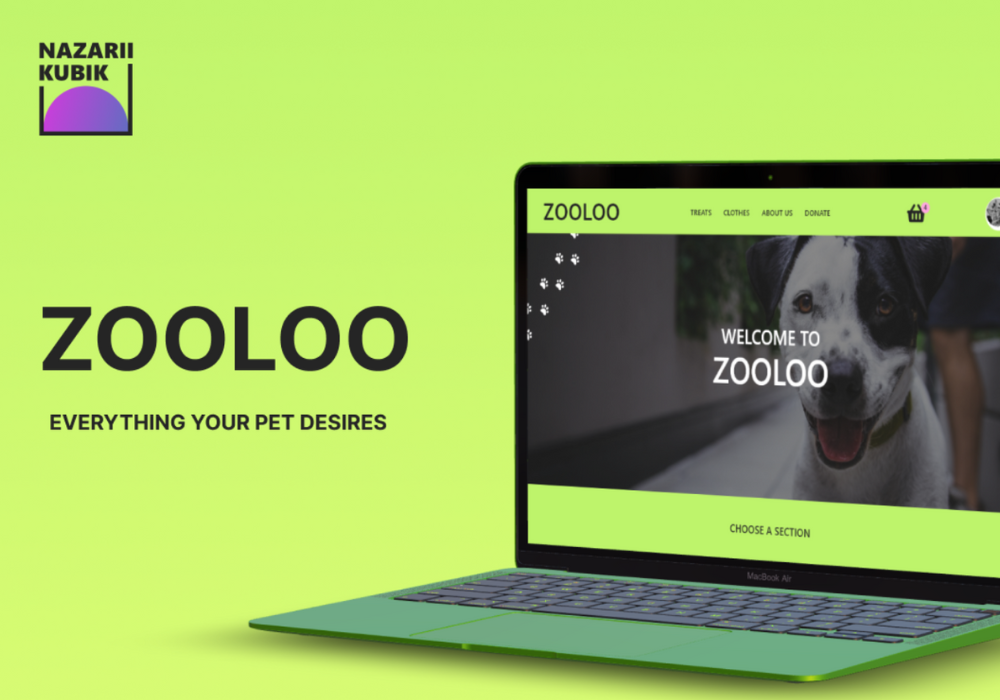 NAZARII
KUBIK
ZOOLOO
EVERYTHING YOUR PET DESIRES
ZOOLOO
TREATS
CLOTHES
ABOUT US
DONATE
WELCOME TO
ZOOLOO
CHOOSE A SECTION
MacBook Air